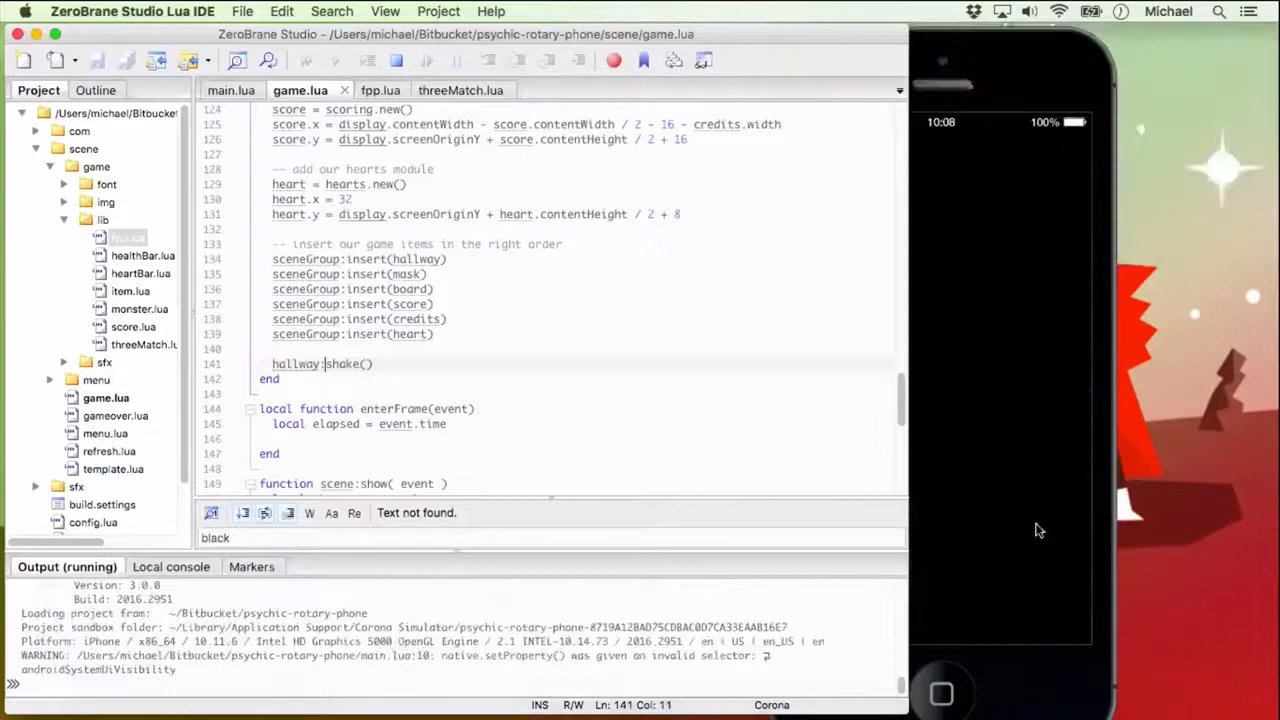 ZeroBrane Studio Lua IDE File Edit Search View Project Help Michael
ZeroBrane Studio - /Users/michael/Bitbucket/psychic-rotary-phone/scene/game.lua
Project Outline
main.lua game.lua fpp.lua threeMatch.lua
/Users/michael/Bitbucket
com
scene
game
font
img
lib
healthBar.lua
heartBar.lua
item.lua
monster.lua
score.lua
threeMatch.lu
sfx
menu
game.lua
gameover.lua
menu.lua
refresh.lua
template.lua
sfx
build.settings
config.lua
124 score = scoring.new()
125 score.x = display.contentWidth - score.contentWidth / 2 - 16 - credits.width
126 score.y = display.screenOriginY + score.contentHeight / 2 + 16
127
128 -- add our hearts module
129 heart = hearts.new()
130 heart.x = 32
131 heart.y = display.screenOriginY + heart.contentHeight / 2 + 8
132
133 -- insert our game items in the right order
134 sceneGroup:insert(hallway)
135 sceneGroup:insert(mask)
136 sceneGroup:insert(board)
137 sceneGroup:insert(score)
138 sceneGroup:insert(credits)
139 sceneGroup:insert(heart)
140
141 hallway:shake()
142 end
143
144 local function enterFrame(event)
145 local elapsed = event.time
146
147 end
148
149 function scene:show( event )
W Aa Re Text not found.
black
Output (running) Local console Markers
Version: 3.0.0
Build: 2016.2951
Loading project from: ~/Bitbucket/psychic-rotary-phone
Project sandbox folder: ~/Library/Application Support/Corona Simulator/psychic-rotary-phone-8719A12BAD75CDBAC0D7CA33DA5B16E7
Platform: iPhone / x86_64 / 10.11.6 / Intel HD Graphics 5000 OpenGL Engine / 2.1 INTEL-10.14.73 / 2016.2951 / en | US | en_US | en
WARNING: /Users/michael/Bitbucket/psychic-rotary-phone/main.lua:10: native.setProperty() was given an invalid selector:
androidSystemUiVisibility
INS R/W Ln: 141 Col: 11 Corona
10:08 100%